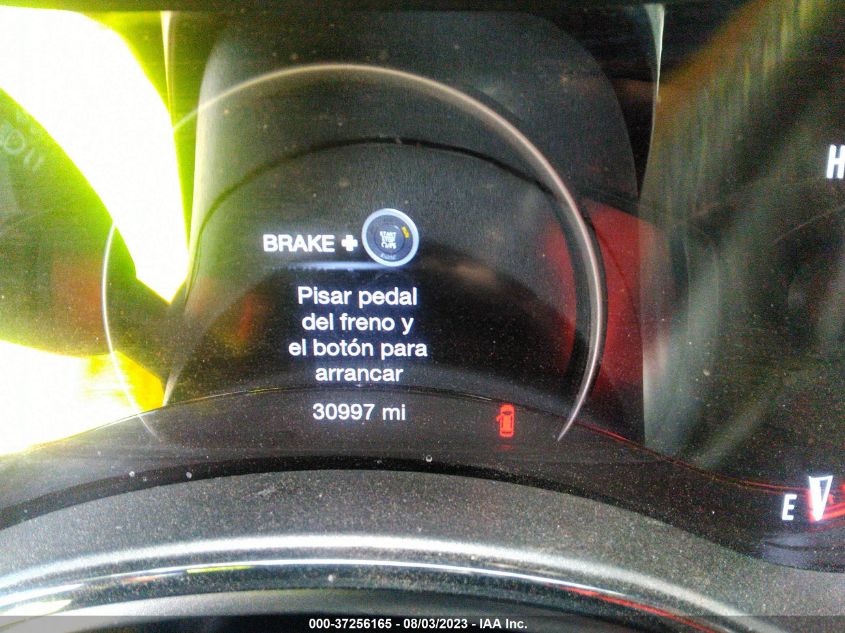 H
BRAKE +
START
STOP
Pisar pedal
del freno y
el botón para
arrancar
30997 mi
E
000-37256165 - 08/03/2023 - IAA Inc.